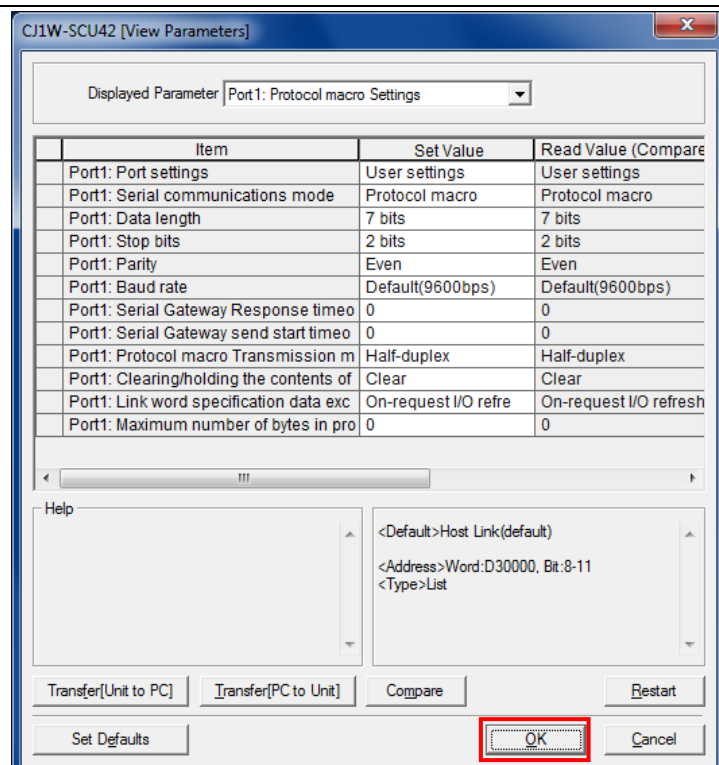 CJ1W-SCU42 [View Parameters]
Displayed Parameter Port1: Protocol macro Settings
Item Set Value Read Value (Compare
Port1: Port settings User settings User settings
Port1: Serial communications mode Protocol macro Protocol macro
Port1: Data length 7 bits 7 bits
Port1: Stop bits 2 bits 2 bits
Port1: Parity Even Even
Port1: Baud rate Default(9600bps) Default(9600bps)
Port1: Serial Gateway Response timeo 0 0
Port1: Serial Gateway send start timeo 0 0
Port1: Protocol macro Transmission m Half-duplex Half-duplex
Port1: Clearing/holding the contents of Clear Clear
Port1: Link word specification data exc On-request I/O refre On-request I/O refresh
Port1: Maximum number of bytes in pro 0 0
Help
<Default>Host Link(default)
<Address>Word:D30000, Bit:8-11
<Type>List
Transfer[Unit to PC] Transfer[PC to Unit] Compare Restart
Set Defaults OK Cancel